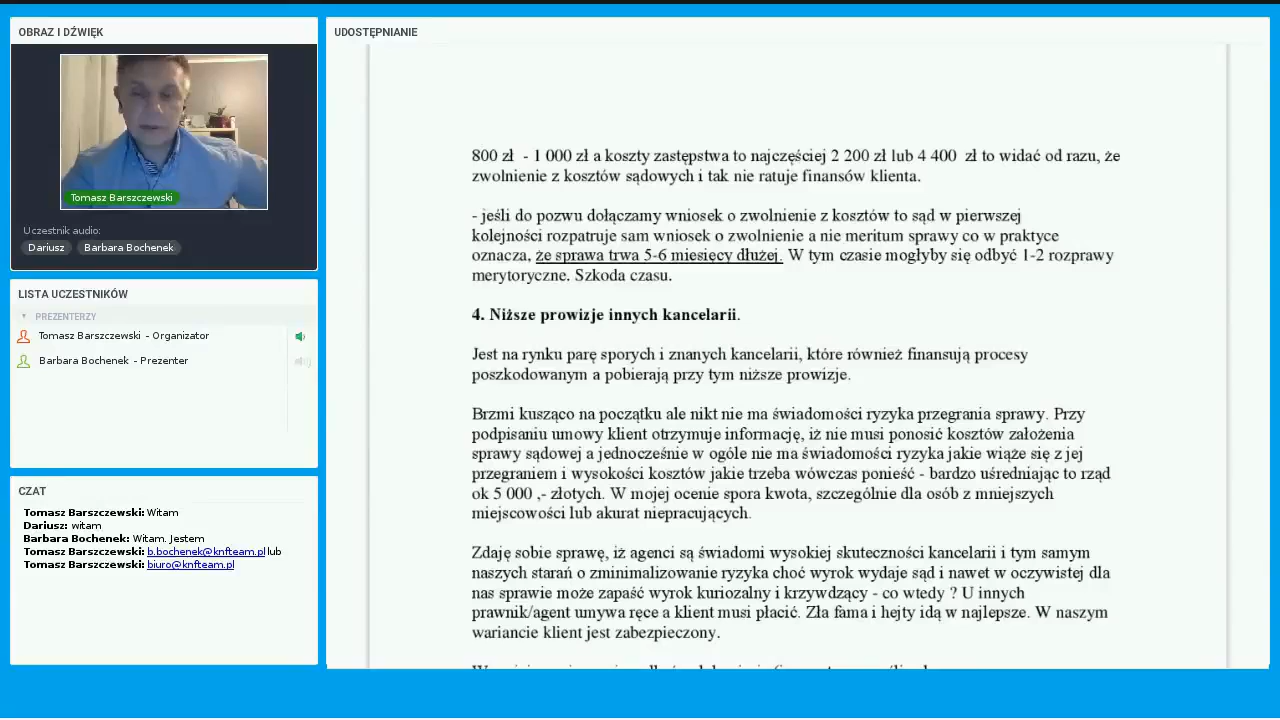 OBRAZ I DŹWIĘK
Tomasz Barszczewski
Uczestnik audio:
Dariusz
Barbara Bochenek
LISTA UCZESTNIKÓW
PREZENTERZY
Tomasz Barszczewski - Organizator
Barbara Bochenek - Prezenter
CZAT
Tomasz Barszczewski: Witam
Dariusz: witam
Barbara Bochenek: Witam. Jestem
Tomasz Barszczewski: b.bochenek@knfteam.pl lub
Tomasz Barszczewski: biuro@knfteam.pl
UDOSTĘPNIANIE
800 zł - 1 000 zł a koszty zastępstwa to najczęściej 2 200 zł lub 4 400 zł to widać od razu, że
zwolnienie z kosztów sądowych i tak nie ratuje finansów klienta.
- jeśli do pozwu dołączamy wniosek o zwolnienie z kosztów to sąd w pierwszej
kolejności rozpatruje sam wniosek o zwolnienie a nie meritum sprawy co w praktyce
oznacza, że sprawa trwa 5-6 miesięcy dłużej. W tym czasie mogłyby się odbyć 1-2 rozprawy
merytoryczne. Szkoda czasu.
4. Niższe prowizje innych kancelarii.
Jest na rynku parę sporych i znanych kancelarii, które również finansują procesy
poszkodowanym a pobierają przy tym niższe prowizje.
Brzmi kusząco na początku ale nikt nie ma świadomości ryzyka przegrania sprawy. Przy
podpisaniu umowy klient otrzymuje informację, iż nie musi ponosić kosztów założenia
sprawy sądowej a jednocześnie w ogóle nie ma świadomości ryzyka jakie wiąże się z jej
przegraniem i wysokości kosztów jakie trzeba wówczas ponieść - bardzo uśredniając to rząd
ok 5 000 ,- złotych. W mojej ocenie spora kwota, szczególnie dla osób z mniejszych
miejscowości lub akurat niepracujących.
Zdaję sobie sprawę, iż agenci są świadomi wysokiej skuteczności kancelarii i tym samym
naszych starań o zminimalizowanie ryzyka choć wyrok wydaje sąd i nawet w oczywistej dla
nas sprawie może zapaść wyrok kuriozalny i krzywdzący - co wtedy ? U innych
prawnik/agent umywa ręce a klient musi płacić. Zła fama i hejty idą w najlepsze. W naszym
wariancie klient jest zabezpieczony.